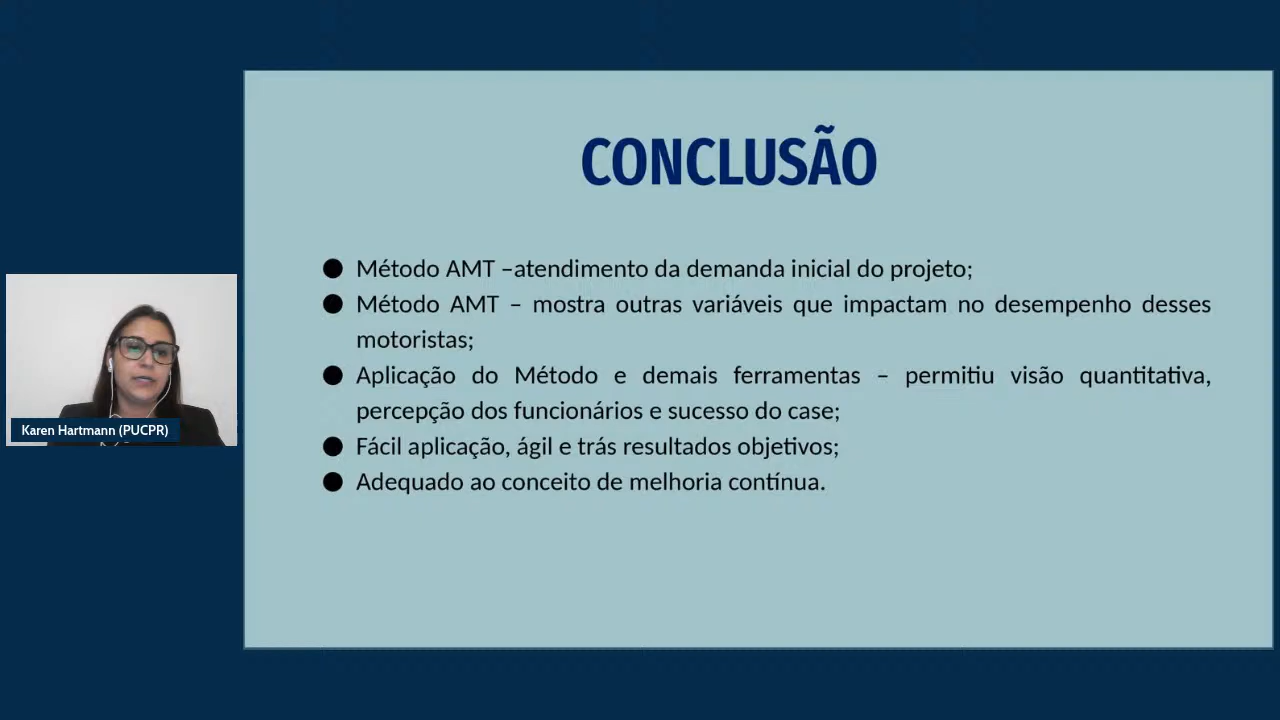 CONCLUSÃO
● Método AMT –atendimento da demanda inicial do projeto;
● Método AMT – mostra outras variáveis que impactam no desempenho desses
motoristas;
● Aplicação do Método e demais ferramentas – permitiu visão quantitativa,
percepção dos funcionários e sucesso do case;
● Fácil aplicação, ágil e trás resultados objetivos;
● Adequado ao conceito de melhoria contínua.
Karen Hartmann (PUCPR)